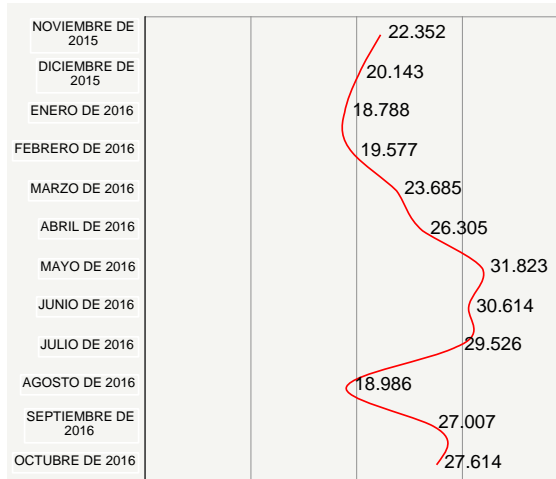 NOVIEMBRE DE
2015
22.352
DICIEMBRE DE
2015
20.143
ENERO DE 2016
18.788
FEBRERO DE 2016
19.577
MARZO DE 2016
23.685
ABRIL DE 2016
26.305
MAYO DE 2016
31.823
JUNIO DE 2016
30.614
JULIO DE 2016
29.526
AGOSTO DE 2016
18.986
SEPTIEMBRE DE
2016
27.007
OCTUBRE DE 2016
27.614